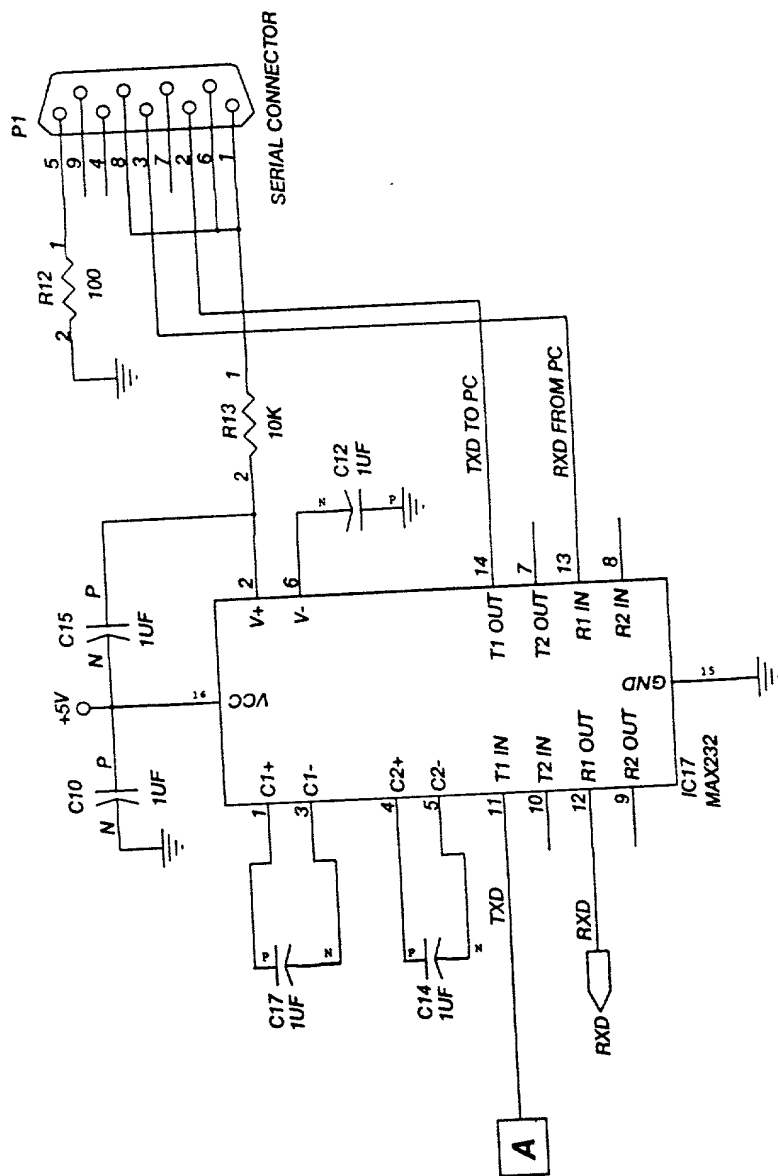 P1
SERIAL CONNECTOR
5
9
4
8
3
7
2
6
1
R12
100
1
2
R13
10K
1
2
C15
1UF
P
N
+5V
C10
1UF
P
N
C12
1UF
N
P
TXD TO PC
RXD FROM PC
2
V+
6
V-
14
T1 OUT
7
T2 OUT
13
R1 IN
8
R2 IN
16
VCC
GND
15
1
C1+
3
C1-
4
C2+
5
C2-
11
T1 IN
10
T2 IN
12
R1 OUT
9
R2 OUT
IC17
MAX232
C17
1UF
P
N
C14
1UF
P
N
TXD
RXD
RXD
A